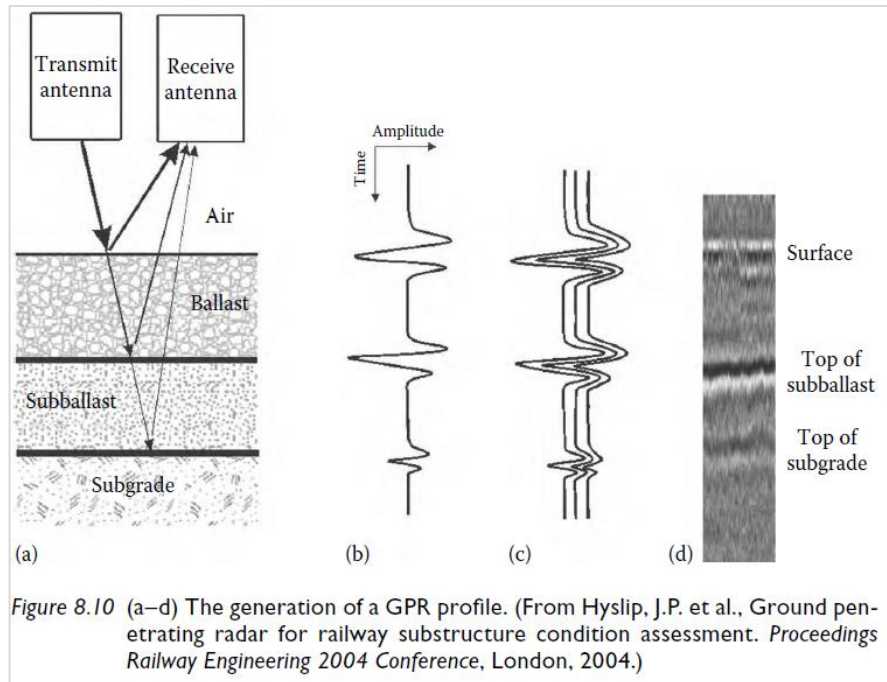 Transmit
antenna
Receive
antenna
Air
Ballast
Subballast
Subgrade
(a)
Amplitude
Time
(b)
(c)
Surface
Top of
subballast
Top of
subgrade
(d)
Figure 8.10 (a–d) The generation of a GPR profile. (From Hyslip, J.P. et al., Ground pen-
etrating radar for railway substructure condition assessment. Proceedings
Railway Engineering 2004 Conference, London, 2004.)